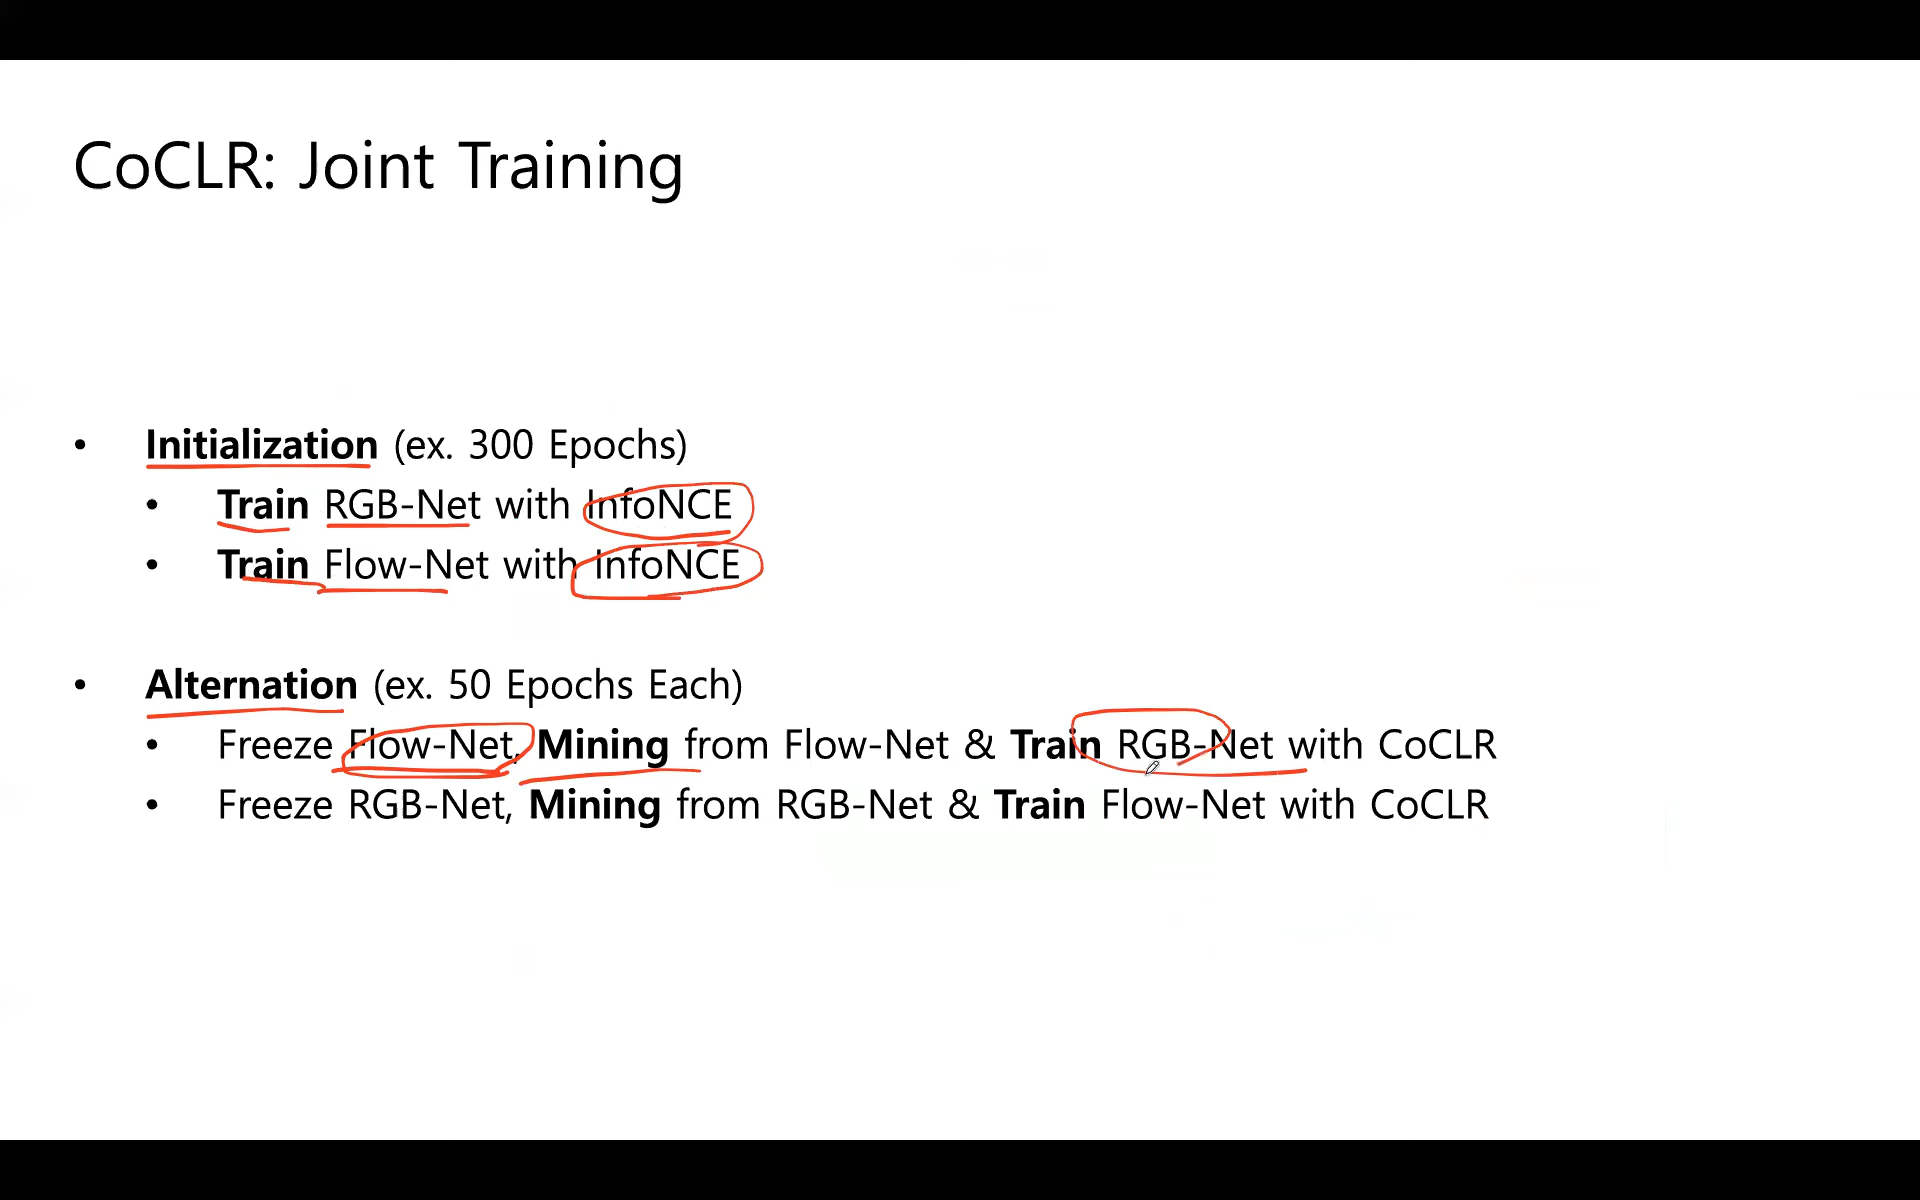 CoCLR: Joint Training
• Initialization (ex. 300 Epochs)
• Train RGB-Net with InfoNCE
• Train Flow-Net with InfoNCE
• Alternation (ex. 50 Epochs Each)
• Freeze Flow-Net, Mining from Flow-Net & Train RGB-Net with CoCLR
• Freeze RGB-Net, Mining from RGB-Net & Train Flow-Net with CoCLR